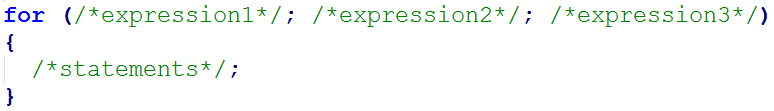 for (/*expression1*/; /*expression2*/; /*expression3*/)
{
/*statements*/;
}